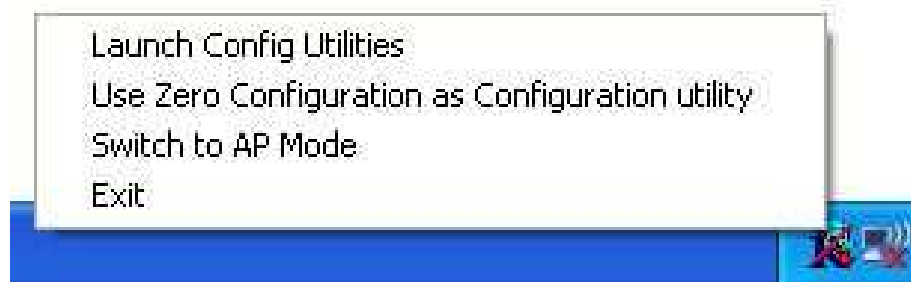 Launch Config Utilities
Use Zero Configuration as Configuration utility
Switch to AP Mode
Exit